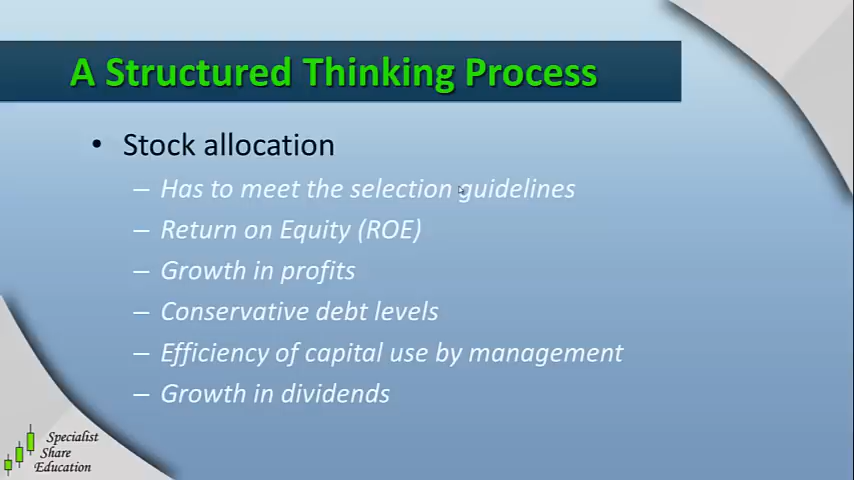 A Structured Thinking Process
• Stock allocation
– Has to meet the selection guidelines
– Return on Equity (ROE)
– Growth in profits
– Conservative debt levels
– Efficiency of capital use by management
– Growth in dividends
Specialist
Share
Education